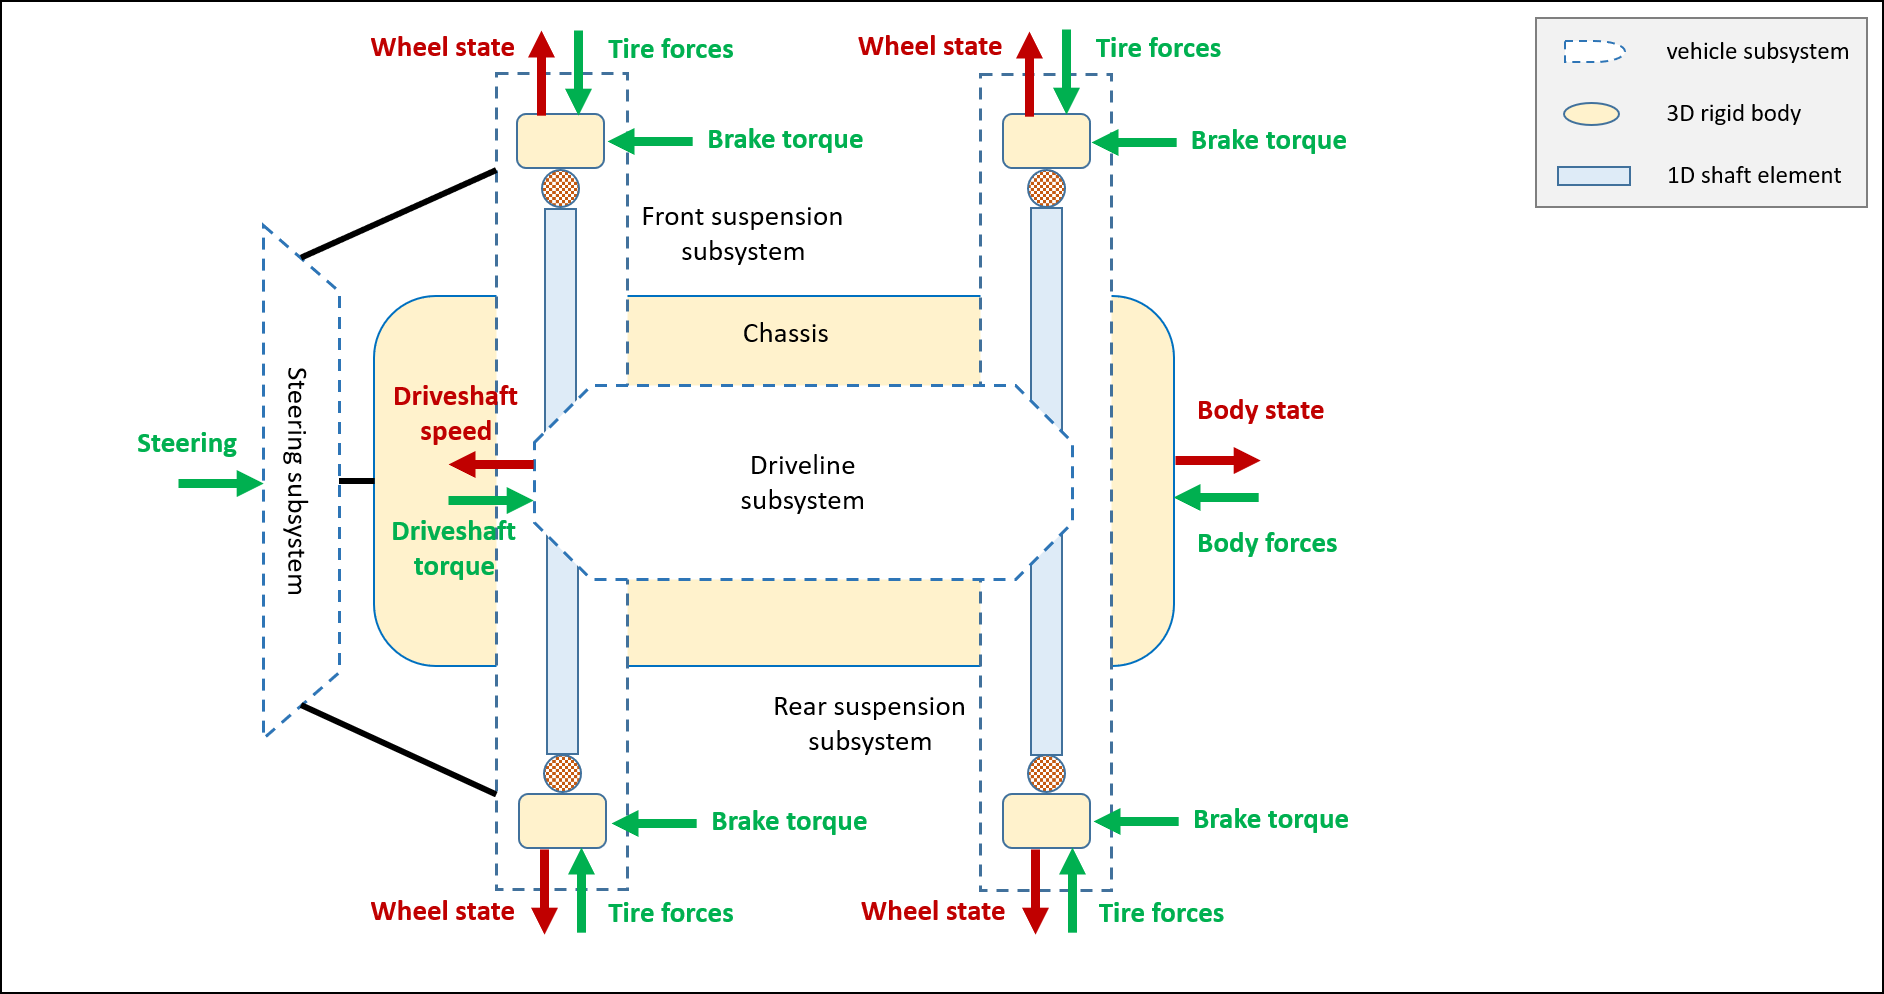 Wheel state
Tire forces
Wheel state
Tire forces
vehicle subsystem
3D rigid body
1D shaft element
Brake torque
Brake torque
Front suspension
subsystem
Chassis
Steering subsystem
Steering
Driveshaft
speed
Driveline
subsystem
Driveshaft
torque
Body state
Body forces
Rear suspension
subsystem
Brake torque
Brake torque
Wheel state
Tire forces
Wheel state
Tire forces